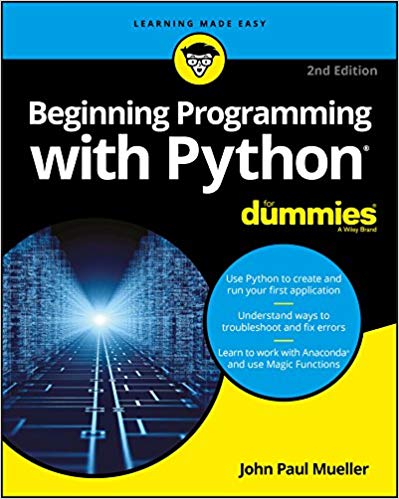 LEARNING MADE EASY
2nd Edition
Beginning Programming
with Python®
for
dummies®
A Wiley Brand
Use Python to create and
run your first application
Understand ways to
troubleshoot and fix errors
Learn to work with Anaconda®
and use Magic Functions
John Paul Mueller